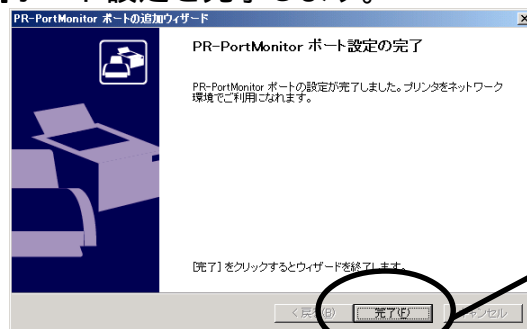 PR-PortMonitor ポートの追加ウィザード
PR-PortMonitor ポート設定の完了
PR-PortMonitor ポートの設定が完了しました。プリンタをネットワーク
環境でご利用になれます。
[完了] をクリックするとウィザードを終了します。
< 戻る(B)
完了(F)
キャンセル